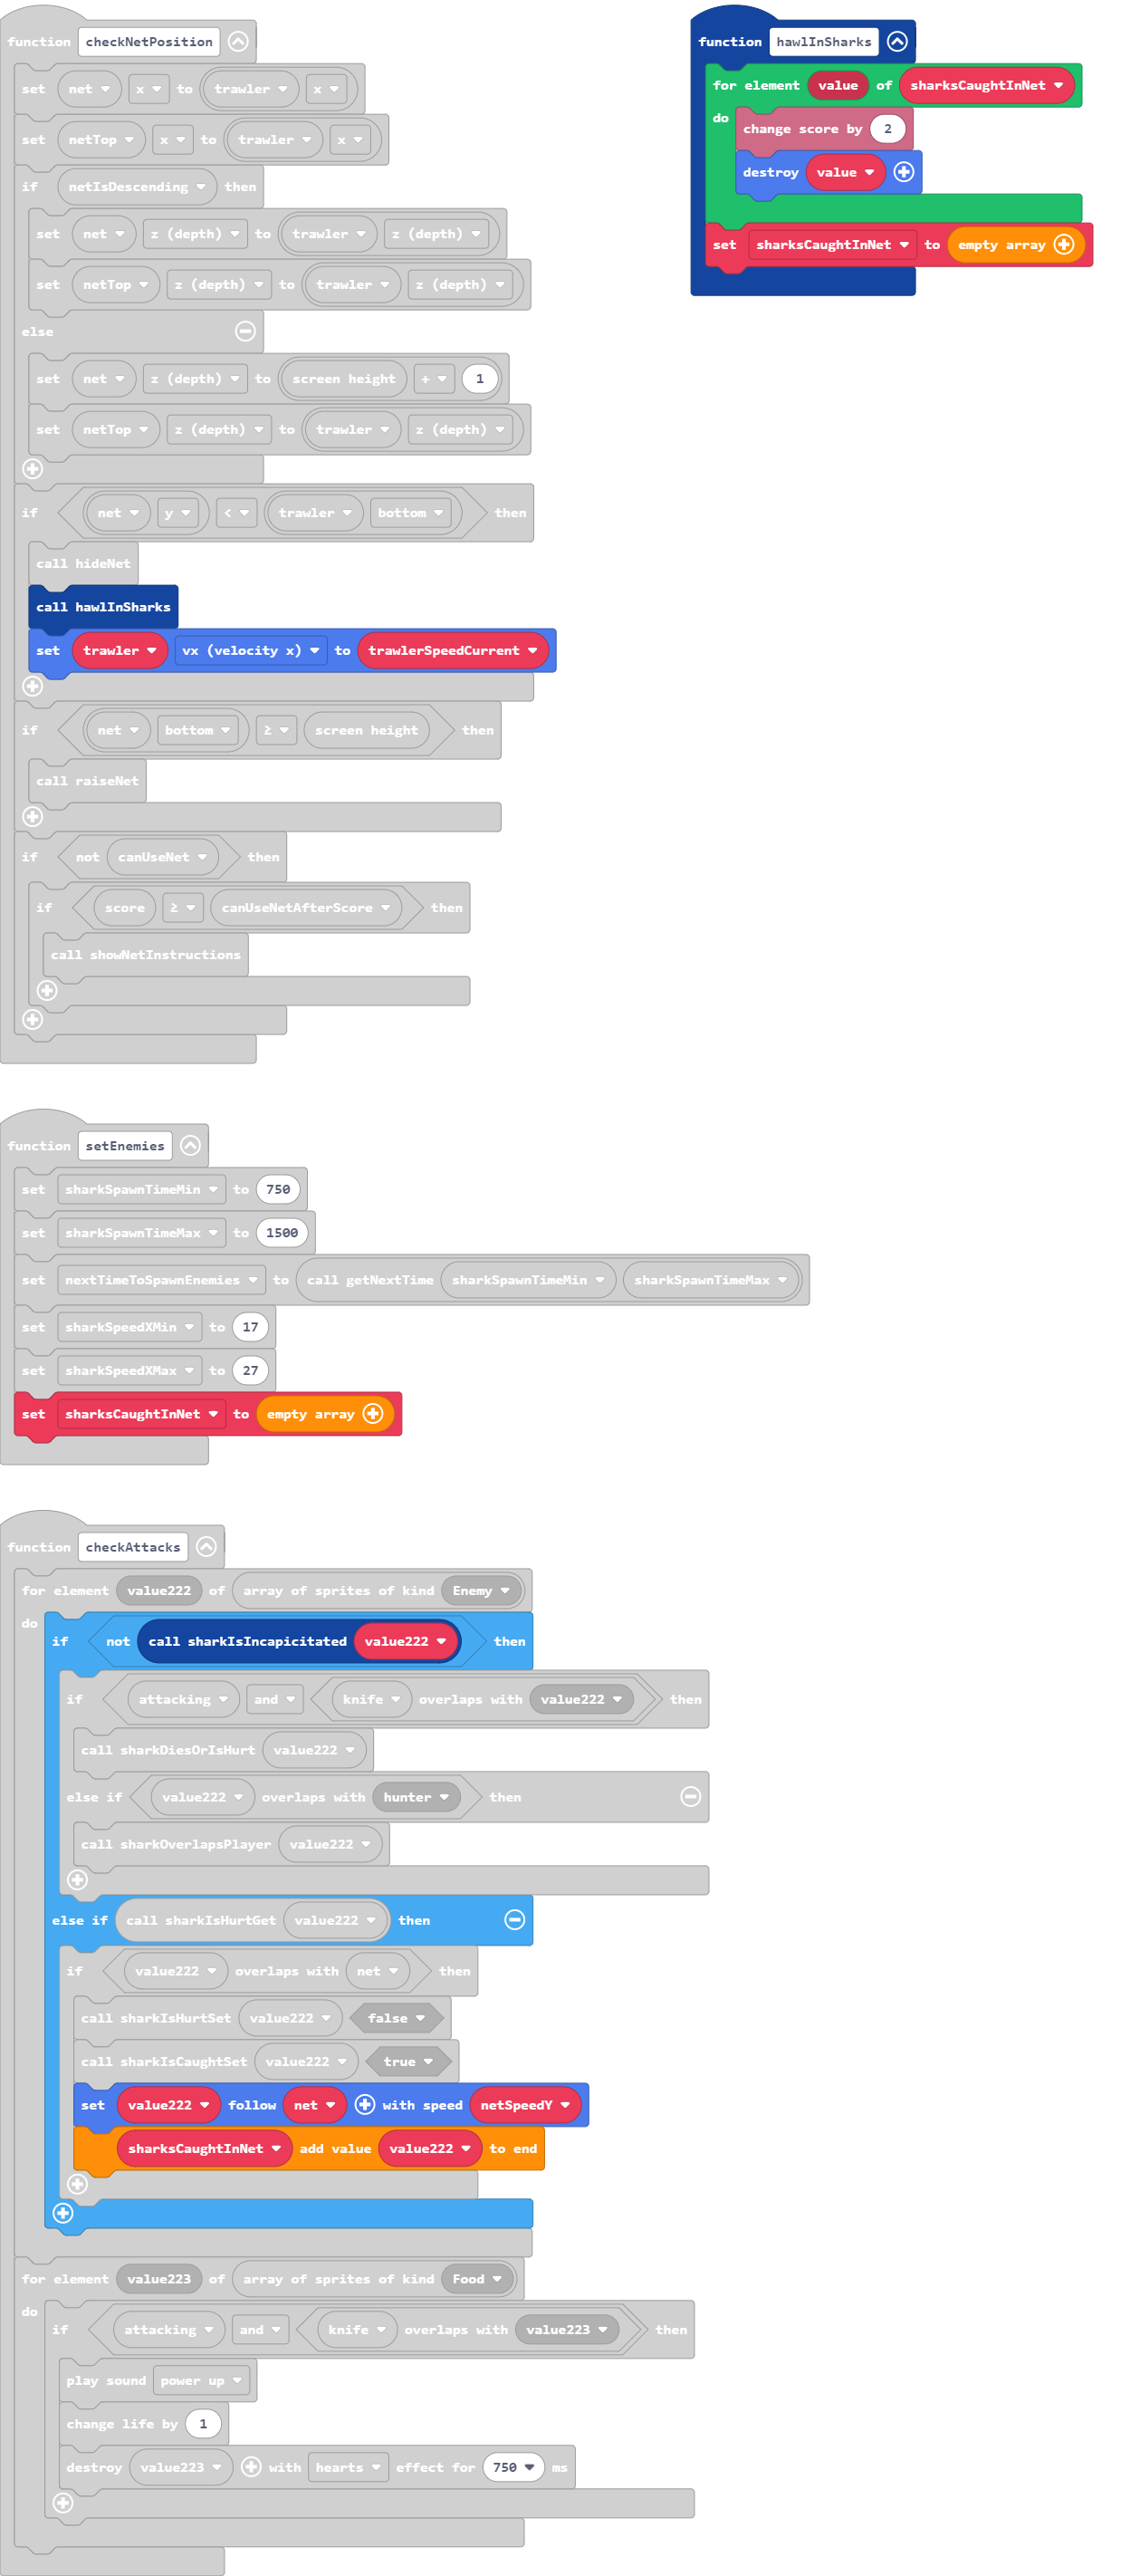 function checkNetPosition
set net x to trawler x
set netTop x to trawler x
if netIsDescending then
set net z (depth) to trawler z (depth)
set netTop z (depth) to trawler z (depth)
else
set net z (depth) to screen height + 1
set netTop z (depth) to trawler z (depth)
if net y < trawler bottom then
call hideNet
call hawlInSharks
set trawler vx (velocity x) to trawlerSpeedCurrent
if net bottom ≥ screen height then
call raiseNet
if not canUseNet then
if score ≥ canUseNetAfterScore then
call showNetInstructions
function hawlInSharks
for element value of sharksCaughtInNet
do
change score by 2
destroy value
set sharksCaughtInNet to empty array
function setEnemies
set sharkSpawnTimeMin to 750
set sharkSpawnTimeMax to 1500
set nextTimeToSpawnEnemies to call getNextTime sharkSpawnTimeMin sharkSpawnTimeMax
set sharkSpeedXMin to 17
set sharkSpeedXMax to 27
set sharksCaughtInNet to empty array
function checkAttacks
for element value222 of array of sprites of kind Enemy
do
if not call sharkIsIncapicitated value222 then
if attacking and knife overlaps with value222 then
call sharkDiesOrIsHurt value222
else if value222 overlaps with hunter then
call sharkOverlapsPlayer value222
else if call sharkIsHurtGet value222 then
if value222 overlaps with net then
call sharkIsHurtSet value222 false
call sharkIsCaughtSet value222 true
set value222 follow net with speed netSpeedY
sharksCaughtInNet add value value222 to end
for element value223 of array of sprites of kind Food
do
if attacking and knife overlaps with value223 then
play sound power up
change life by 1
destroy value223 with hearts effect for 750 ms